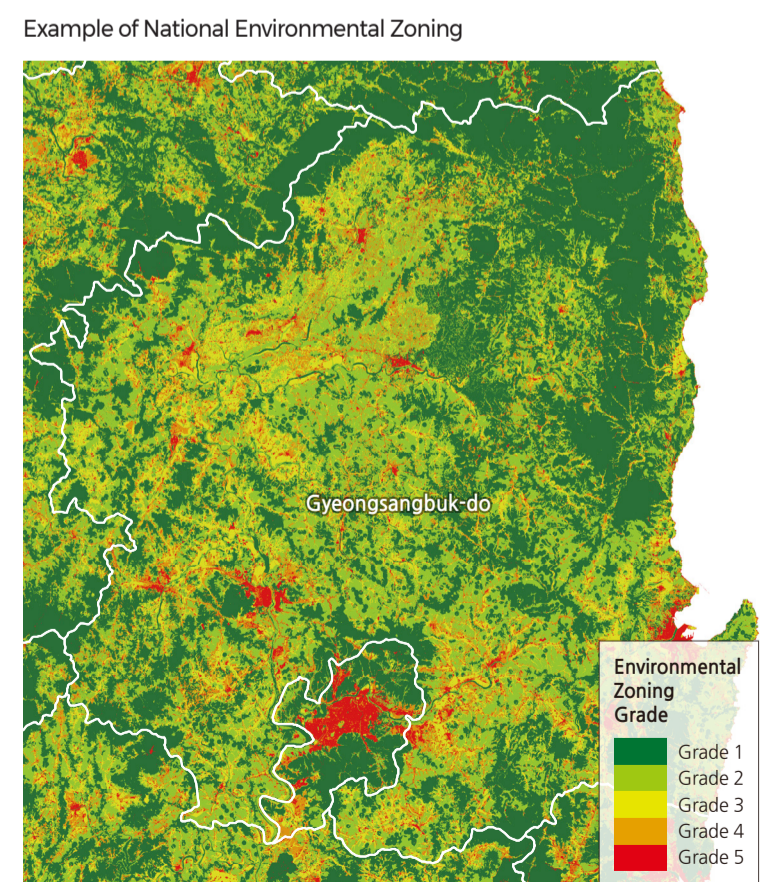 Example of National Environmental Zoning
Gyeongsangbuk-do
Environmental
Zoning
Grade
Grade 1
Grade 2
Grade 3
Grade 4
Grade 5